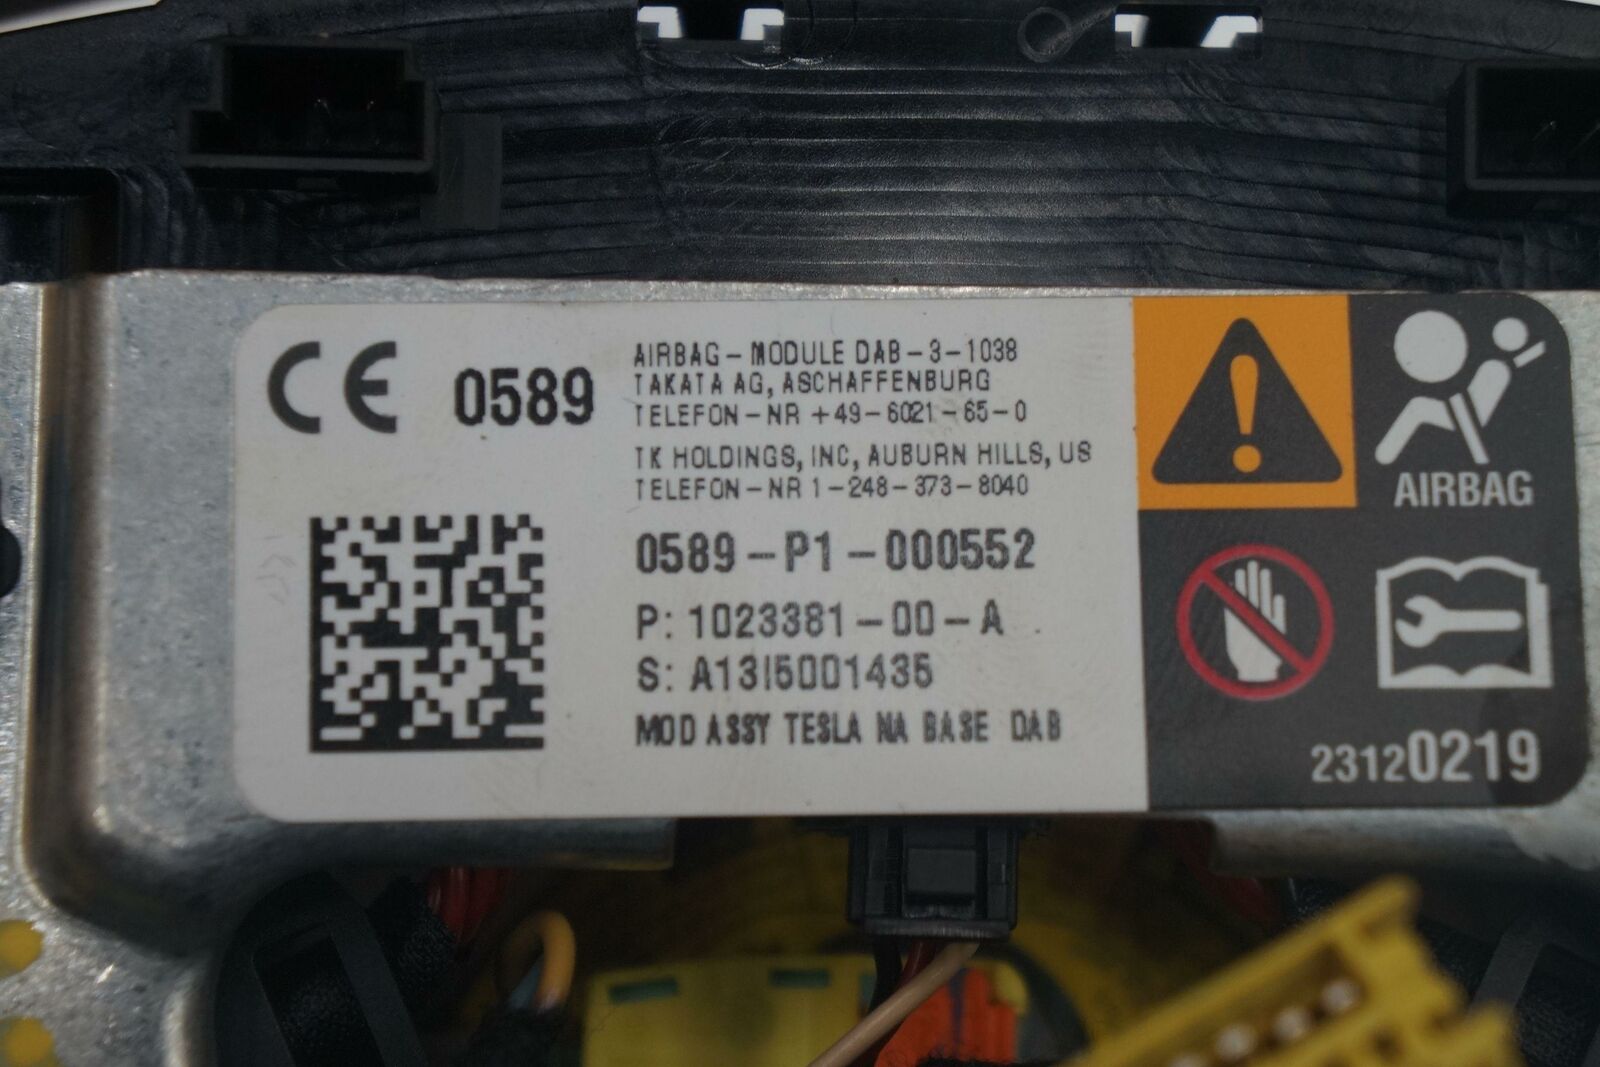 CE 0589
AIRBAG-MODULE DAB-3-1038
TAKATA AG, ASCHAFFENBURG
TELEFON-NR +49-6021-65-0
TK HOLDINGS, INC, AUBURN HILLS, US
TELEFON-NR 1-248-373-8040
0589-P1-000552
P: 1023381-00-A
S: A13I5001435
MOD ASSY TESLA NA BASE DAB
AIRBAG
23120219